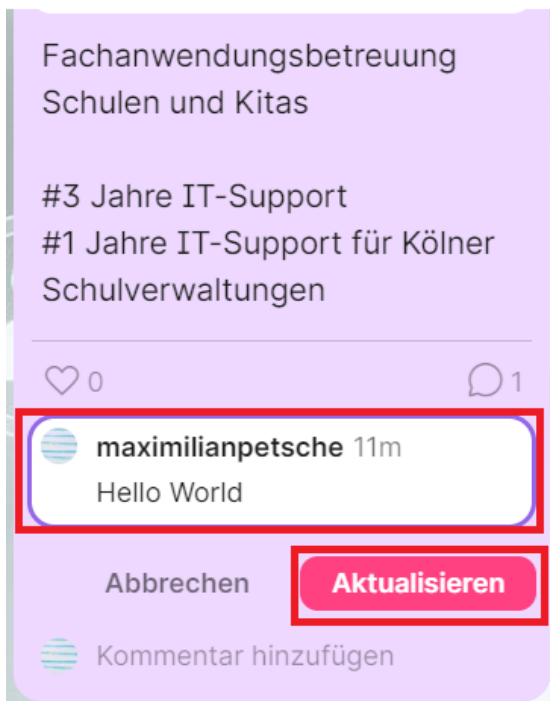 Fachanwendungsbetreuung
Schulen und Kitas
#3 Jahre IT-Support
#1 Jahre IT-Support für Kölner
Schulverwaltungen
0 1
maximilianpetsche 11m
Hello World
Abbrechen Aktualisieren
Kommentar hinzufügen